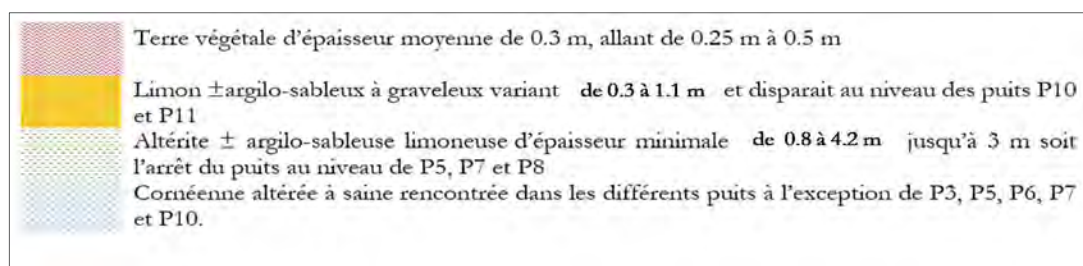 Terre végétale d'épaisseur moyenne de 0.3 m, allant de 0.25 m à 0.5 m
Limon ±argilo-sableux à graveleux variant de 0.3 à 1.1 m et disparait au niveau des puits P10
et P11
Altérite ± argilo-sableuse limoneuse d'épaisseur minimale de 0.8 à 4.2 m jusqu'à 3 m soit
l'arrêt du puits au niveau de P5, P7 et P8
Cornéenne altérée à saine rencontrée dans les différents puits à l'exception de P3, P5, P6, P7
et P10.